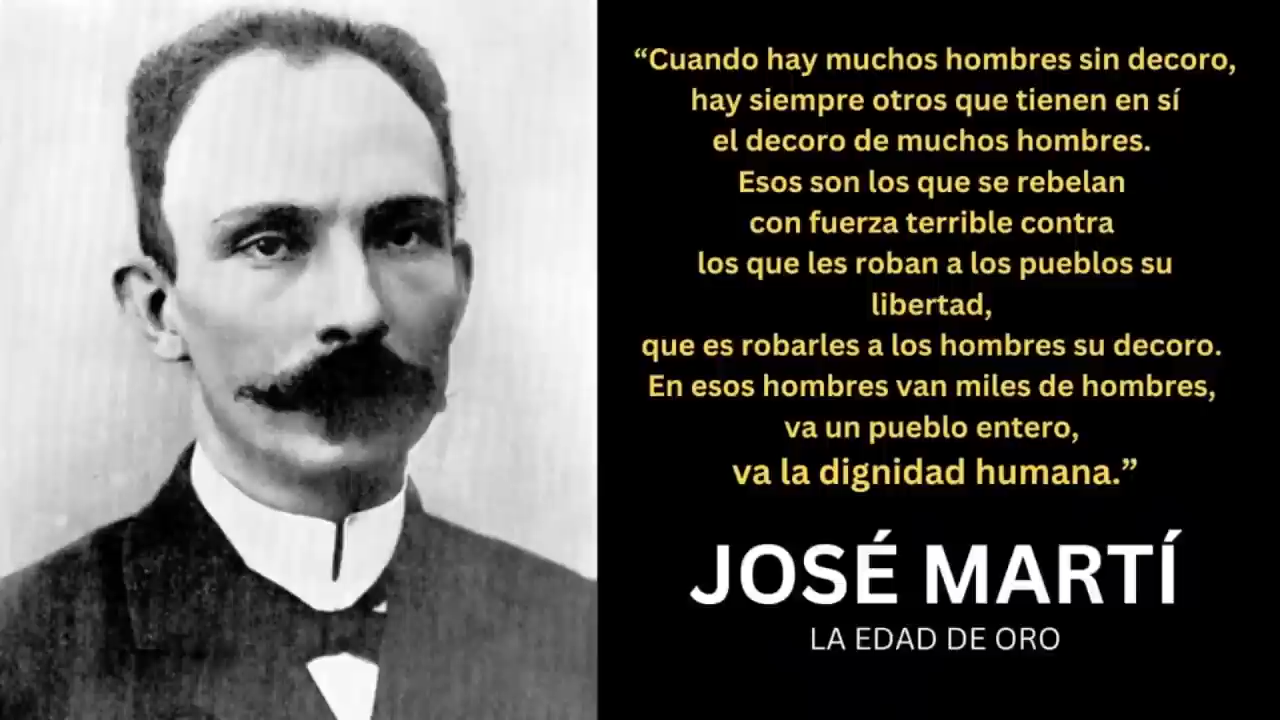 “Cuando hay muchos hombres sin decoro,
hay siempre otros que tienen en sí
el decoro de muchos hombres.
Esos son los que se rebelan
con fuerza terrible contra
los que les roban a los pueblos su
libertad,
que es robarles a los hombres su decoro.
En esos hombres van miles de hombres,
va un pueblo entero,
va la dignidad humana.”
JOSÉ MARTÍ
LA EDAD DE ORO